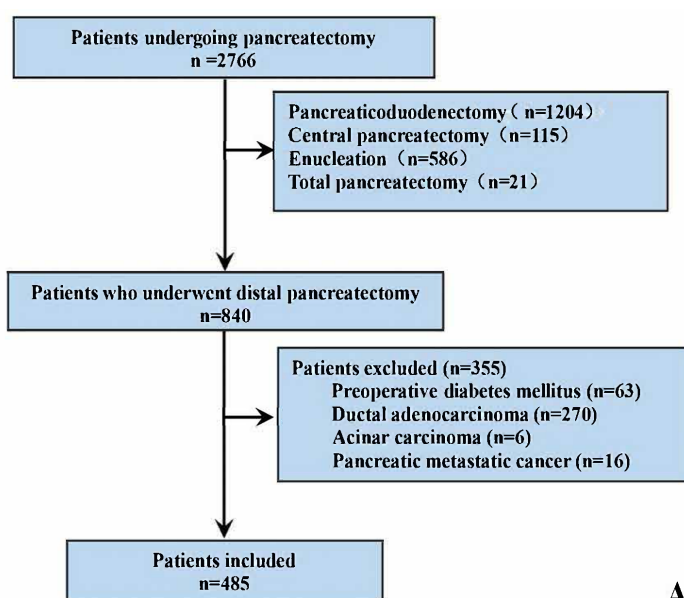 Patients undergoing pancreatectomy
n =2766
Pancreaticoduodenectomy（ n=1204）
Central pancreatectomy（n=115）
Enucleation（n=586）
Total pancreatectomy（n=21）
Patients who underwcnt distal pancreatectomy
n=840
Patients excluded (n=355)
Preoperative diabetes mellitus (n=63)
Ductal adenocarcinoma (n=270)
Acinar carcinoma (n=6)
Pancreatic metastatic cancer (n=16)
Patients included
n=485
A